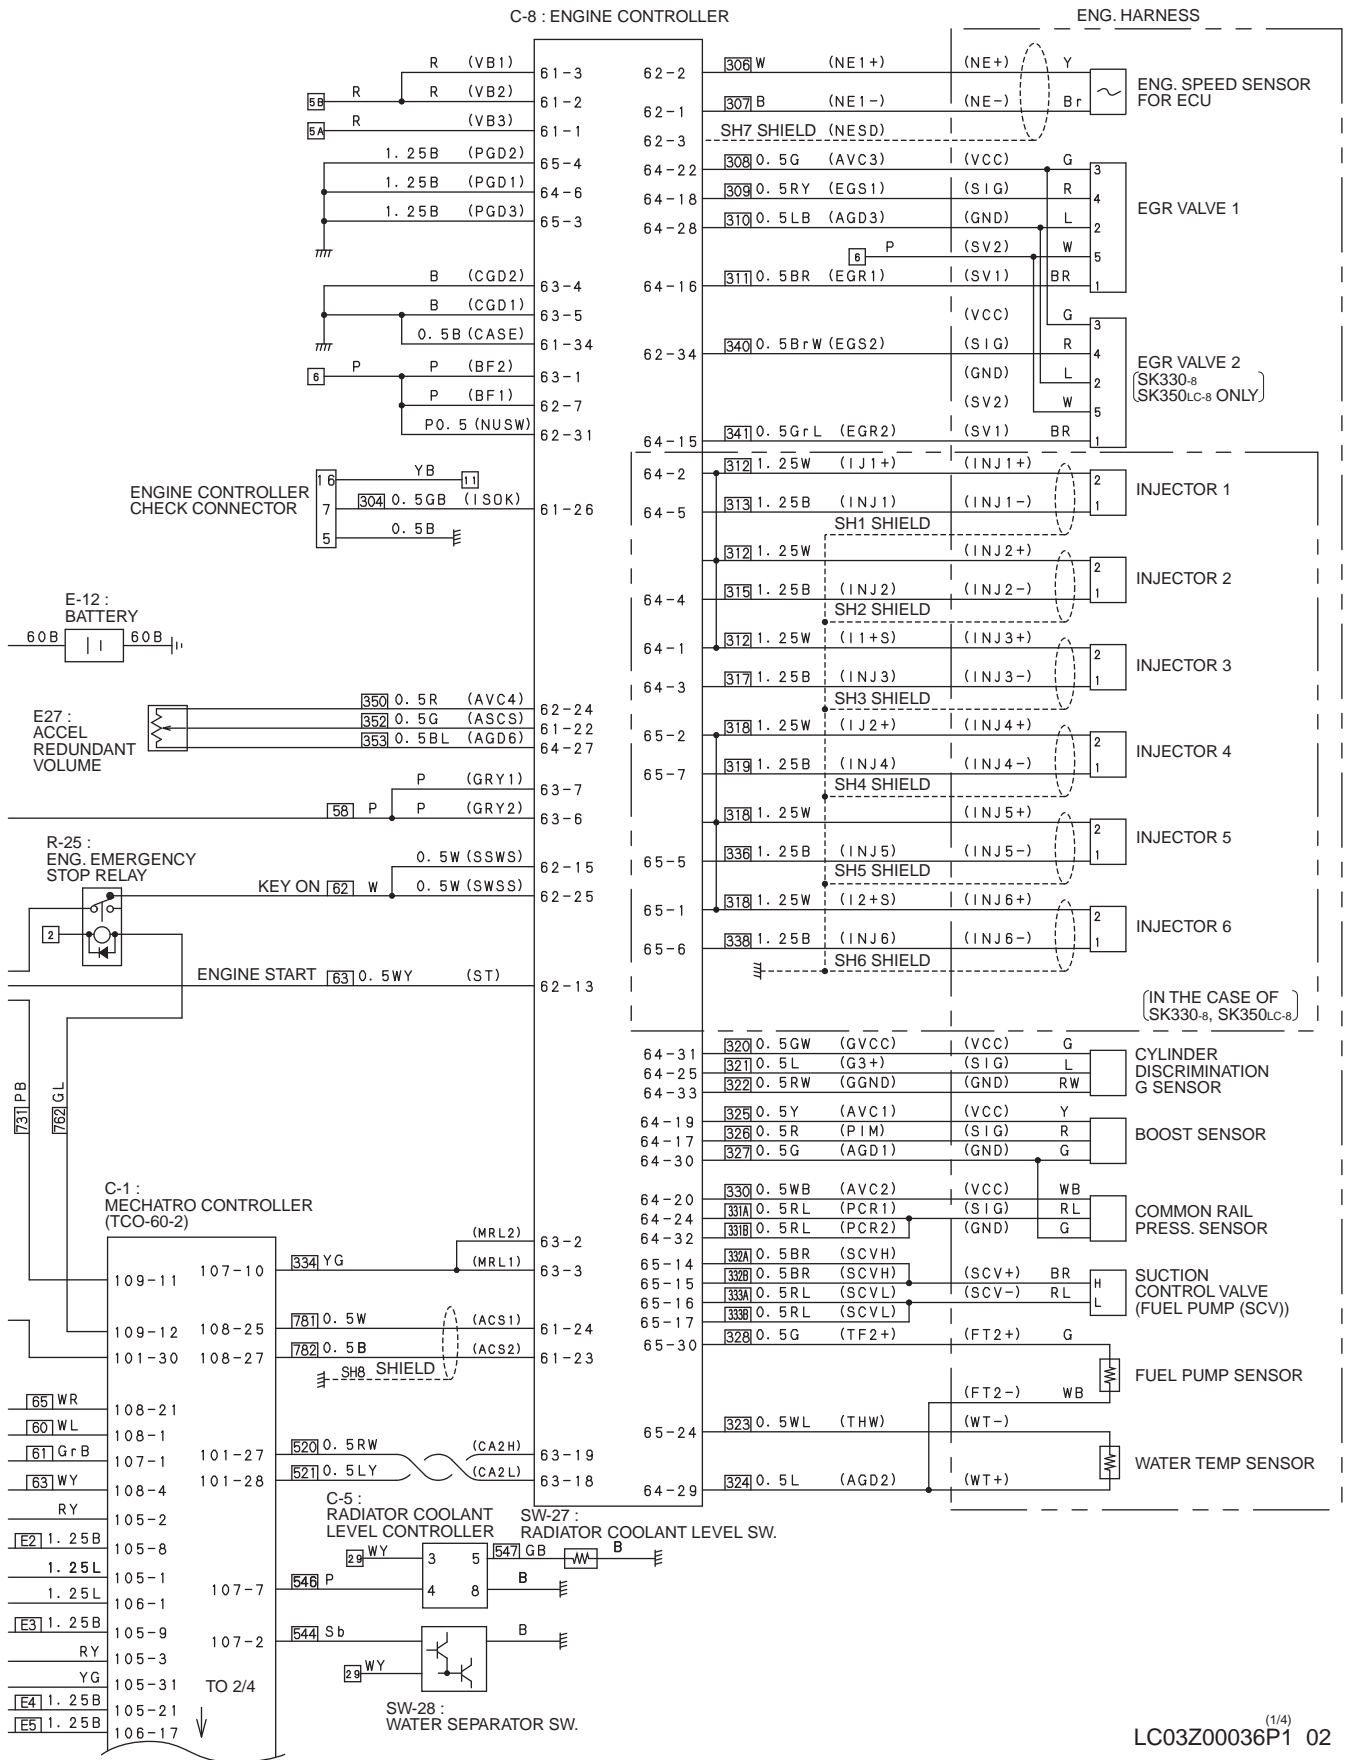 C-8 : ENGINE CONTROLLER
ENG. HARNESS
R (VB1) 61-3
5B R R (VB2) 61-2
5A R (VB3) 61-1
1.25B (PGD2) 65-4
1.25B (PGD1) 64-6
1.25B (PGD3) 65-3
B (CGD2) 63-4
B (CGD1) 63-5
0.5B (CASE) 61-34
6 P P (BF2) 63-1
P (BF1) 62-7
P0.5 (NUSW) 62-31
ENGINE CONTROLLER
CHECK CONNECTOR
16 YB 11
7 304 0.5GB (ISOK) 61-26
5 0.5B
E-12 :
BATTERY
60B 60B
E27 :
ACCEL
REDUNDANT
VOLUME
350 0.5R (AVC4) 62-24
352 0.5G (ASCS) 61-22
353 0.5BL (AGD6) 64-27
P (GRY1) 63-7
58 P P (GRY2) 63-6
R-25 :
ENG. EMERGENCY
STOP RELAY
2
0.5W (SSWS) 62-15
KEY ON 62 W 0.5W (SWSS) 62-25
ENGINE START 63 0.5WY (ST) 62-13
731 PB
762 GL
62-2 306 W (NE1+) (NE+) Y
62-1 307 B (NE1-) (NE-) Br
62-3 SH7 SHIELD (NESD)
ENG. SPEED SENSOR
FOR ECU
64-22 308 0.5G (AVC3) (VCC) G 3
64-18 309 0.5RY (EGS1) (SIG) R 4
64-28 310 0.5LB (AGD3) (GND) L 2
6 P (SV2) W 5
64-16 311 0.5BR (EGR1) (SV1) BR 1
EGR VALVE 1
(VCC) G 3
62-34 340 0.5BrW (EGS2) (SIG) R 4
(GND) L 2
(SV2) W 5
64-15 341 0.5GrL (EGR2) (SV1) BR 1
EGR VALVE 2
SK330-8
SK350LC-8 ONLY
64-2 312 1.25W (IJ1+) (INJ1+) 2
64-5 313 1.25B (INJ1) (INJ1-) 1
INJECTOR 1
SH1 SHIELD
312 1.25W (INJ2+) 2
64-4 315 1.25B (INJ2) (INJ2-) 1
INJECTOR 2
SH2 SHIELD
64-1 312 1.25W (I1+S) (INJ3+) 2
64-3 317 1.25B (INJ3) (INJ3-) 1
INJECTOR 3
SH3 SHIELD
65-2 318 1.25W (IJ2+) (INJ4+) 2
65-7 319 1.25B (INJ4) (INJ4-) 1
INJECTOR 4
SH4 SHIELD
318 1.25W (INJ5+) 2
65-5 336 1.25B (INJ5) (INJ5-) 1
INJECTOR 5
SH5 SHIELD
65-1 318 1.25W (I2+S) (INJ6+) 2
65-6 338 1.25B (INJ6) (INJ6-) 1
INJECTOR 6
SH6 SHIELD
IN THE CASE OF
SK330-8, SK350LC-8
64-31 320 0.5GW (GVCC) (VCC) G
64-25 321 0.5L (G3+) (SIG) L
64-33 322 0.5RW (GGND) (GND) RW
CYLINDER
DISCRIMINATION
G SENSOR
64-19 325 0.5Y (AVC1) (VCC) Y
64-17 326 0.5R (PIM) (SIG) R
64-30 327 0.5G (AGD1) (GND) G
BOOST SENSOR
64-20 330 0.5WB (AVC2) (VCC) WB
64-24 331A 0.5RL (PCR1) (SIG) RL
64-32 331B 0.5RL (PCR2) (GND) G
COMMON RAIL
PRESS. SENSOR
65-14 332A 0.5BR (SCVH)
65-15 332B 0.5BR (SCVH) (SCV+) BR H
65-16 333A 0.5RL (SCVL) (SCV-) RL L
65-17 333B 0.5RL (SCVL)
SUCTION
CONTROL VALVE
(FUEL PUMP (SCV))
65-30 328 0.5G (TF2+) (FT2+) G
FUEL PUMP SENSOR
(FT2-) WB
65-24 323 0.5WL (THW) (WT-)
WATER TEMP SENSOR
64-29 324 0.5L (AGD2) (WT+)
C-1 :
MECHATRO CONTROLLER
(TCO-60-2)
(MRL2) 63-2
109-11 107-10 334 YG (MRL1) 63-3
109-12 108-25 781 0.5W (ACS1) 61-24
101-30 108-27 782 0.5B (ACS2) 61-23
SH8 SHIELD
65 WR 108-21
60 WL 108-1
61 GrB 107-1
101-27 520 0.5RW (CA2H) 63-19
101-28 521 0.5LY (CA2L) 63-18
63 WY 108-4
RY 105-2
E2 1.25B 105-8
1.25L 105-1
1.25L 106-1
E3 1.25B 105-9
RY 105-3
YG 105-31
E4 1.25B 105-21
E5 1.25B 106-17
TO 2/4
C-5 :
RADIATOR COOLANT
LEVEL CONTROLLER
SW-27 :
RADIATOR COOLANT LEVEL SW.
29 WY 3 5 547 GB B
107-7 546 P 4 8 B
107-2 544 Sb B
29 WY
SW-28 :
WATER SEPARATOR SW.
(1/4)
LC03Z00036P1 02